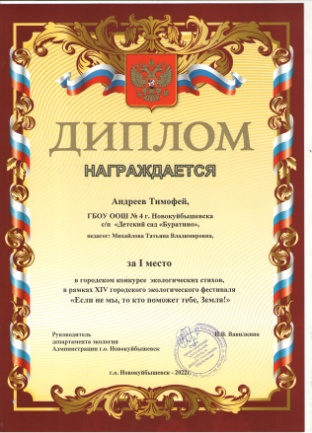 ДИПЛОМ
НАГРАЖДАЕТСЯ
Андреев Тимофей,
ГБОУ ООШ № 4 г. Новокуйбышевска
с/п «Детский сад «Буратино»,
педагог: Михайлова Татьяна Владимировна,
за I место
в городском конкурсе экологических стихов,
в рамках XIV городского экологического фестиваля
«Если не мы, то кто поможет тебе, Земля!»
Руководитель
департамента экологии
Администрации г.о. Новокуйбышевск
г.о. Новокуйбышевск - 2022г.